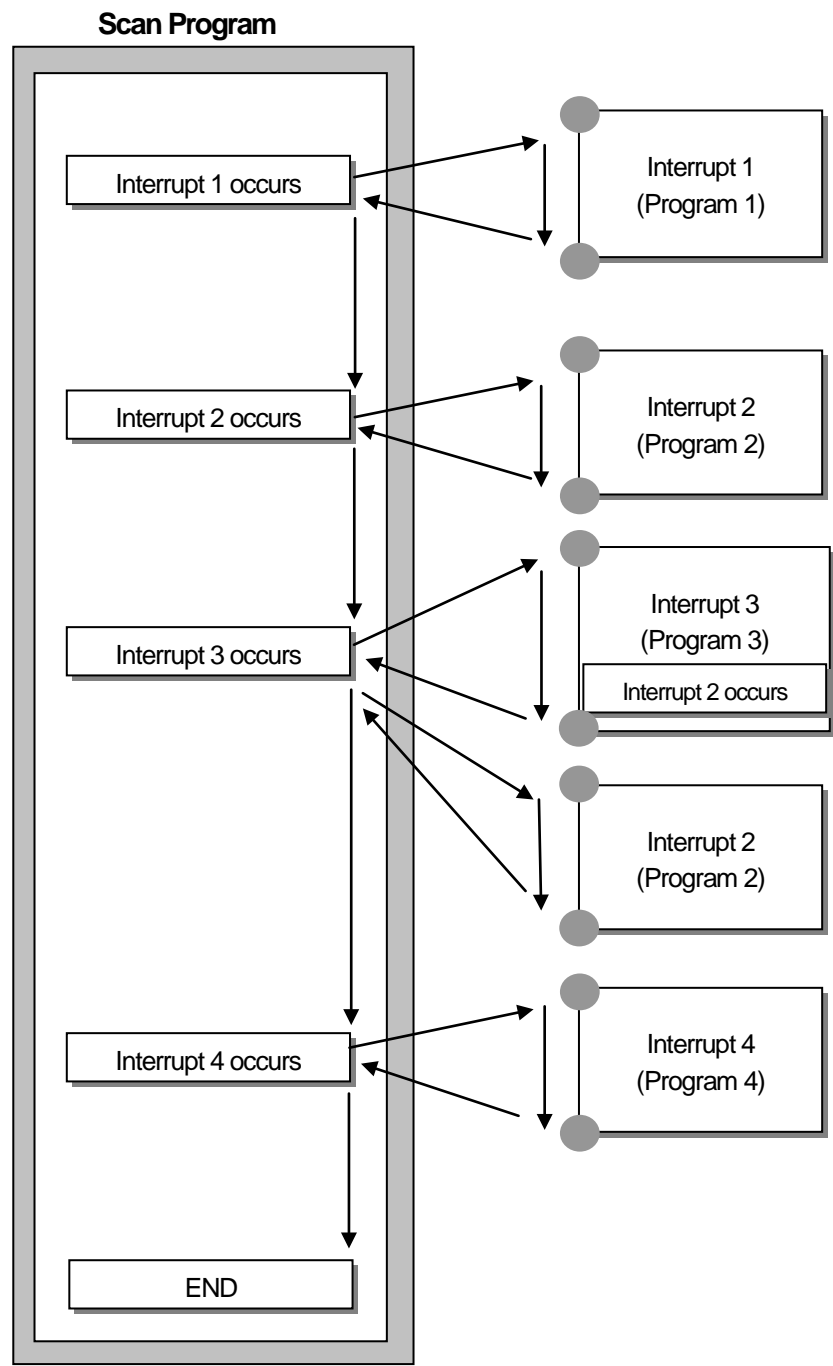 Scan Program
Interrupt 1 occurs
Interrupt 1
(Program 1)
Interrupt 2 occurs
Interrupt 2
(Program 2)
Interrupt 3 occurs
Interrupt 3
(Program 3)
Interrupt 2 occurs
Interrupt 2
(Program 2)
Interrupt 4 occurs
Interrupt 4
(Program 4)
END